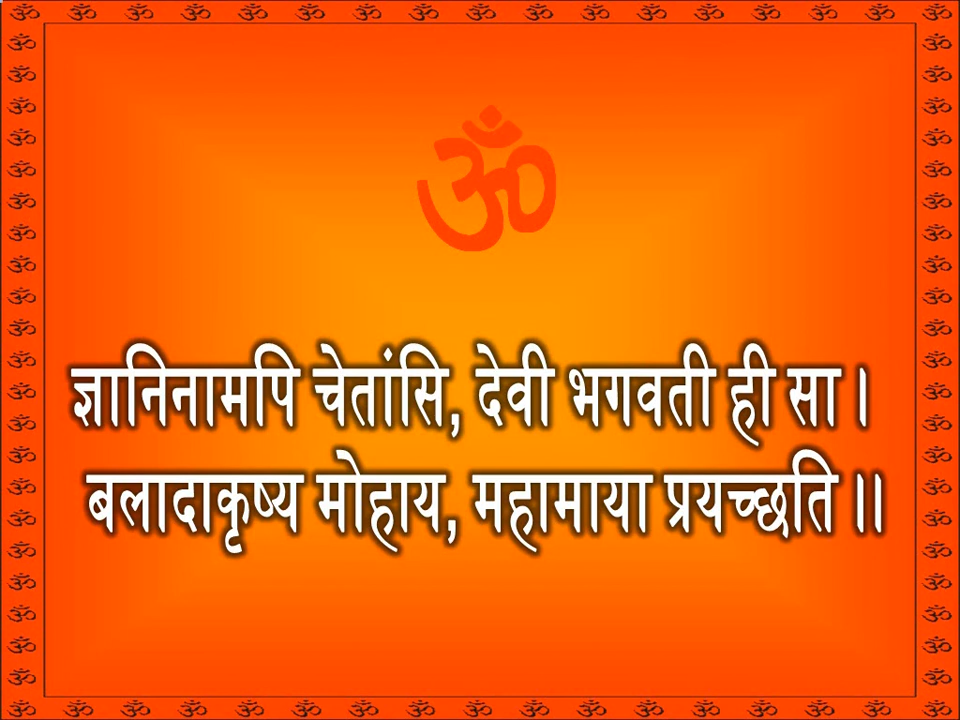 ॐ
ज्ञानिनामपि चेतांसि, देवी भगवती ही सा ।
बलादाकृष्य मोहाय, महामाया प्रयच्छति ।।